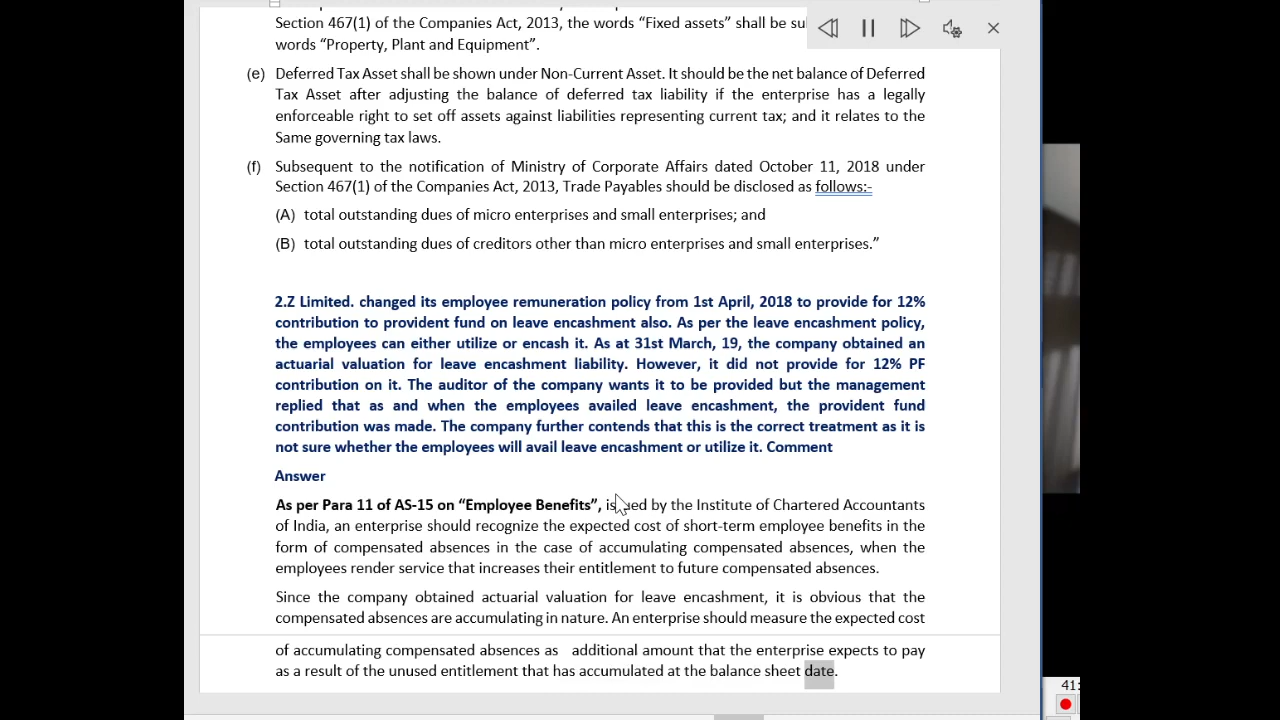 Section 467(1) of the Companies Act, 2013, the words “Fixed assets” shall be
words “Property, Plant and Equipment”.
(e) Deferred Tax Asset shall be shown under Non-Current Asset. It should be the net balance of Deferred
Tax Asset after adjusting the balance of deferred tax liability if the enterprise has a legally
enforceable right to set off assets against liabilities representing current tax; and it relates to the
Same governing tax laws.
(f) Subsequent to the notification of Ministry of Corporate Affairs dated October 11, 2018 under
Section 467(1) of the Companies Act, 2013, Trade Payables should be disclosed as follows:-
(A) total outstanding dues of micro enterprises and small enterprises; and
(B) total outstanding dues of creditors other than micro enterprises and small enterprises.”
2.Z Limited. changed its employee remuneration policy from 1st April, 2018 to provide for 12%
contribution to provident fund on leave encashment also. As per the leave encashment policy,
the employees can either utilize or encash it. As at 31st March, 19, the company obtained an
actuarial valuation for leave encashment liability. However, it did not provide for 12% PF
contribution on it. The auditor of the company wants it to be provided but the management
replied that as and when the employees availed leave encashment, the provident fund
contribution was made. The company further contends that this is the correct treatment as it is
not sure whether the employees will avail leave encashment or utilize it. Comment
Answer
As per Para 11 of AS-15 on “Employee Benefits”, issued by the Institute of Chartered Accountants
of India, an enterprise should recognize the expected cost of short-term employee benefits in the
form of compensated absences in the case of accumulating compensated absences, when the
employees render service that increases their entitlement to future compensated absences.
Since the company obtained actuarial valuation for leave encashment, it is obvious that the
compensated absences are accumulating in nature. An enterprise should measure the expected cost
of accumulating compensated absences as additional amount that the enterprise expects to pay
as a result of the unused entitlement that has accumulated at the balance sheet date.
41: